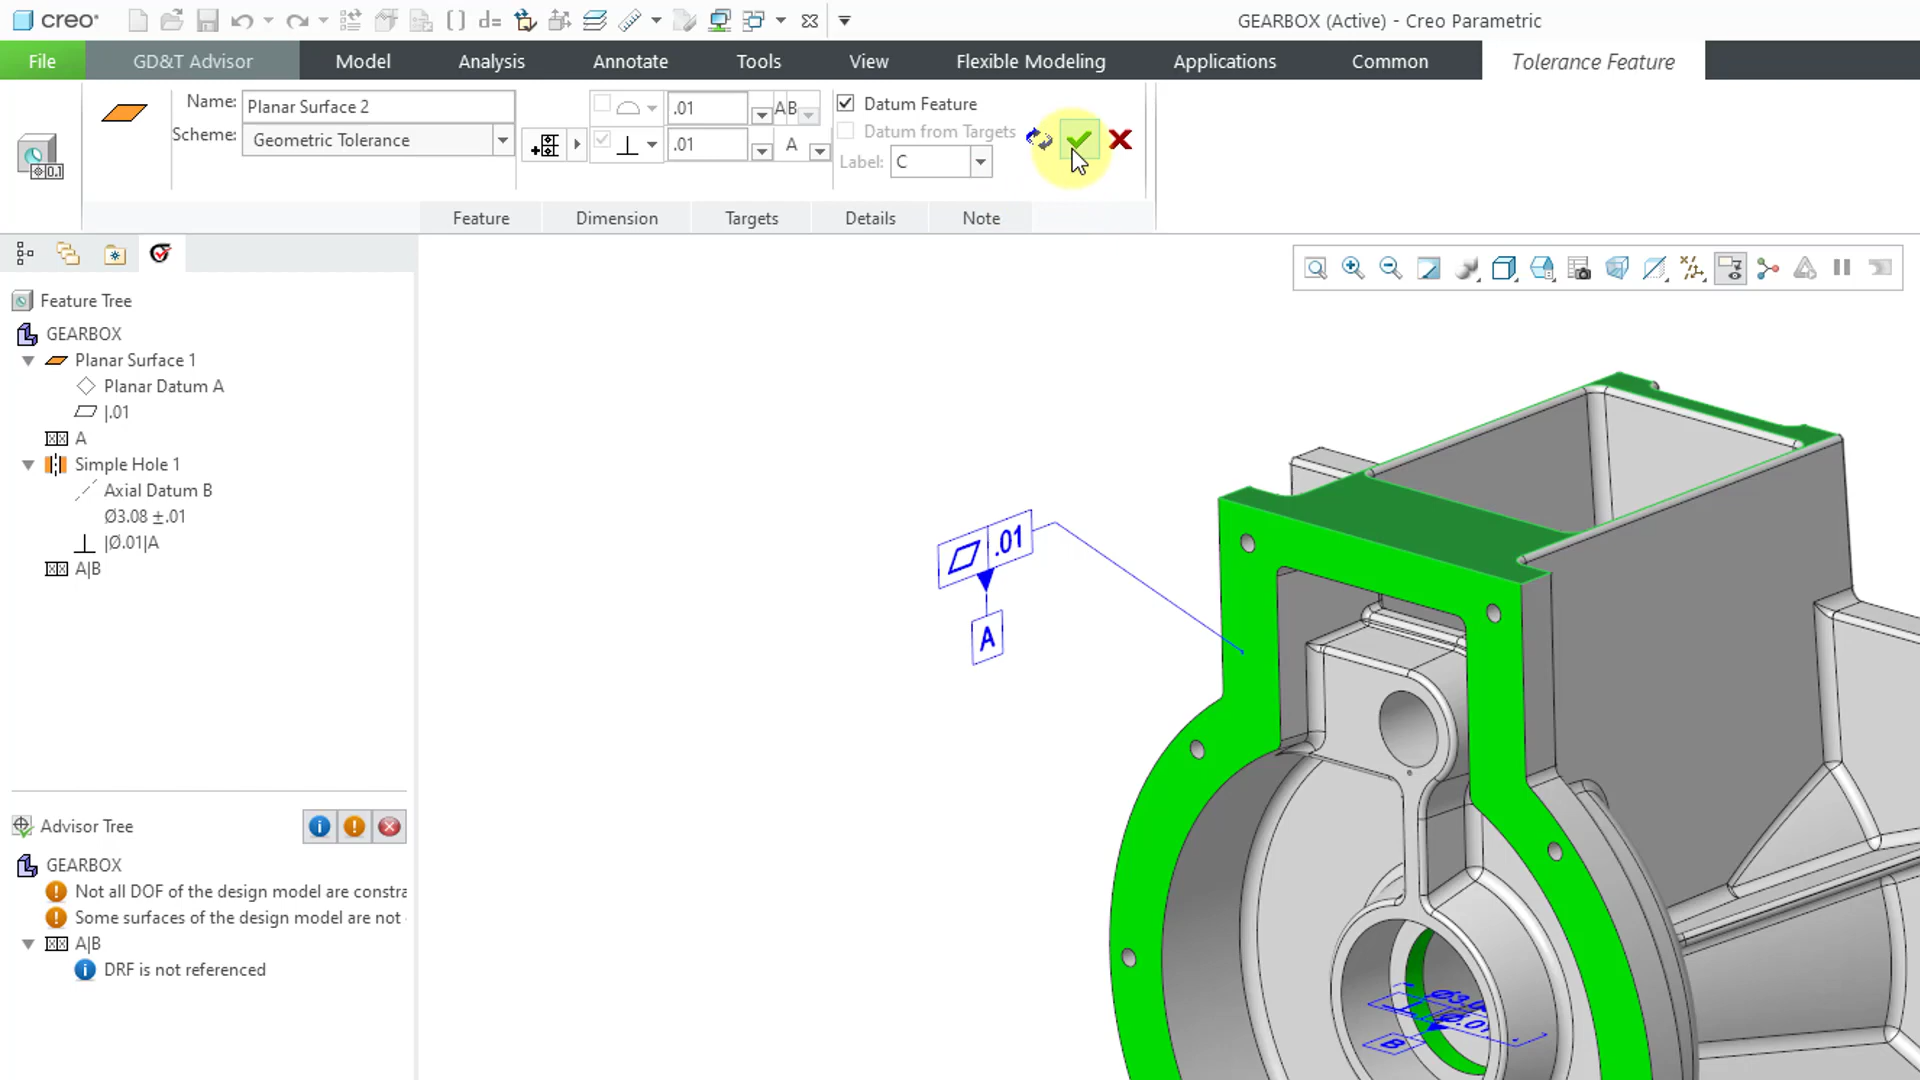 creo®
d=
GEARBOX (Active) - Creo Parametric
File
GD&T Advisor
Model
Analysis
Annotate
Tools
View
Flexible Modeling
Applications
Common
Tolerance Feature
Name:
Planar Surface 2
Scheme:
Geometric Tolerance
.01
AB
.01
A
Datum Feature
Datum from Targets
Label:
C
0.1
Feature
Dimension
Targets
Details
Note
Feature Tree
GEARBOX
Planar Surface 1
Planar Datum A
|.01
A
Simple Hole 1
Axial Datum B
Ø3.08 ±.01
|Ø.01|A
A|B
Advisor Tree
GEARBOX
Not all DOF of the design model are constra
Some surfaces of the design model are not
A|B
DRF is not referenced
.01
A
Ø.01
B